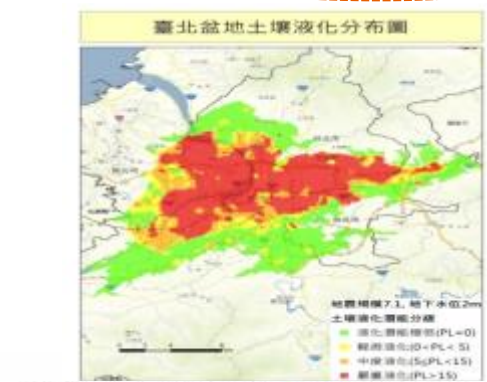 臺北盆地土壤液化分布圖
地震規模7.1, 地下水位2m
土壤液化潛能分級
液化潛能極低(PL=0)
輕微液化(0<PL< 5)
中度液化(5≤PL<15)
嚴重液化(PL>15)